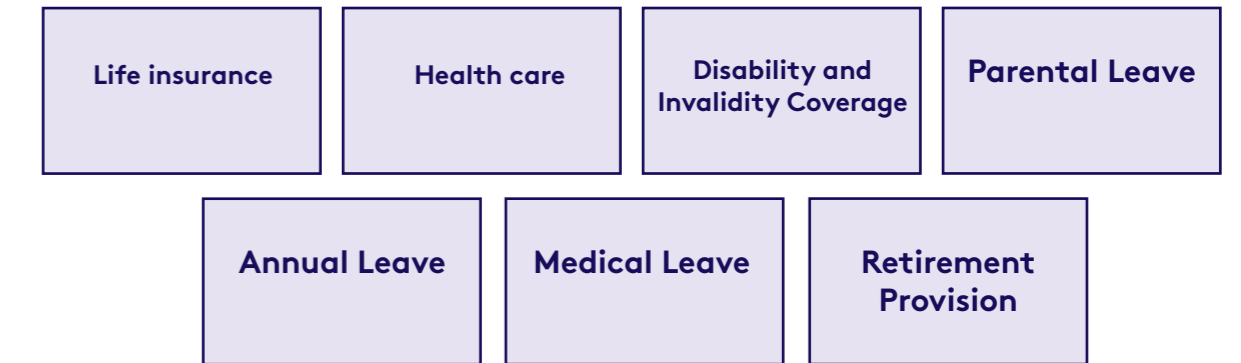 Life insurance
Health care
Disability and
Invalidity Coverage
Parental Leave
Annual Leave
Medical Leave
Retirement
Provision